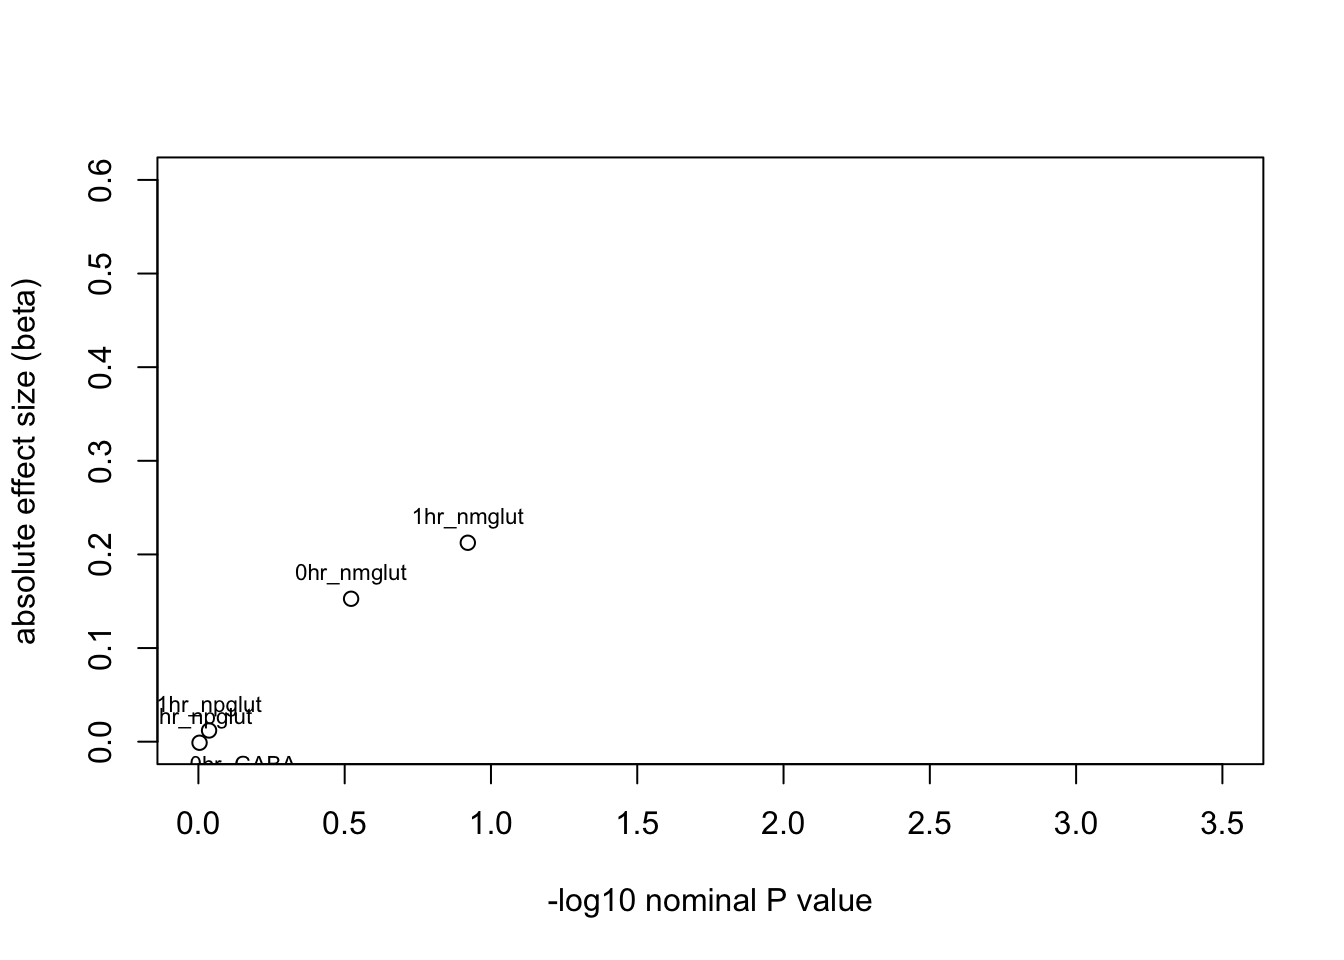 0.6
0.5
0.4
0.3
0.2
0.1
0.0
absolute effect size (beta)
1hr_nmglut
0hr_nmglut
1hr_npglut
hr_npglut
0hr_GABA
0.0 0.5 1.0 1.5 2.0 2.5 3.0 3.5
-log10 nominal P value